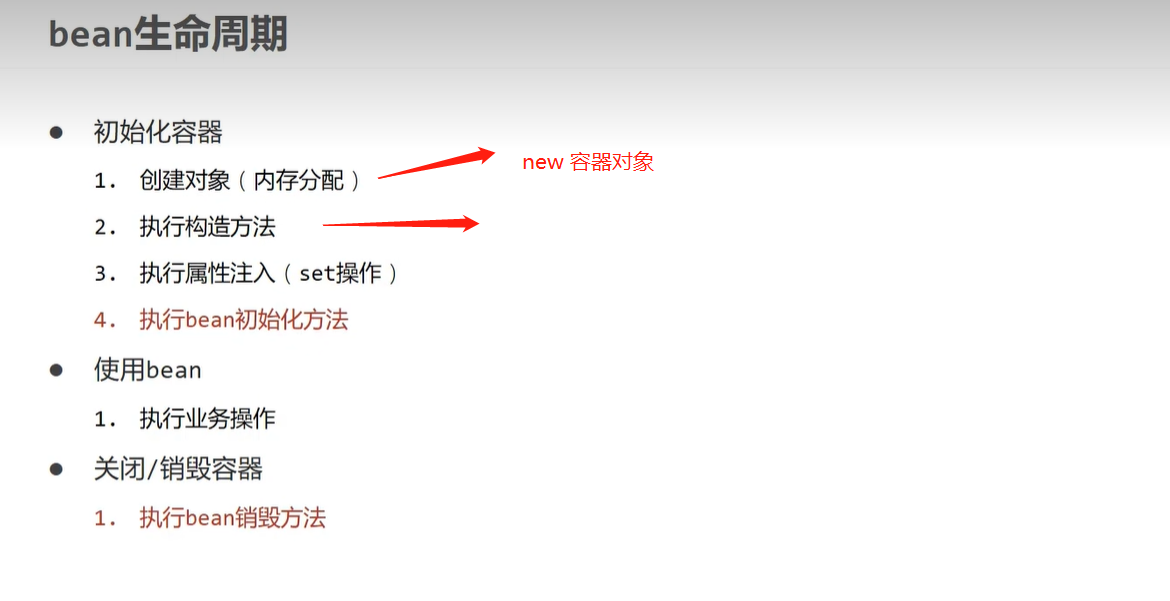 bean生命周期
● 初始化容器
1. 创建对象（内存分配）
new 容器对象
2. 执行构造方法
3. 执行属性注入（set操作）
4. 执行bean初始化方法
● 使用bean
1. 执行业务操作
● 关闭/销毁容器
1. 执行bean销毁方法